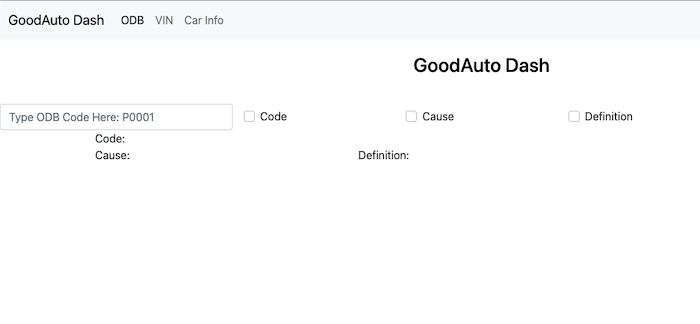 GoodAuto Dash ODB VIN Car Info
GoodAuto Dash
Type ODB Code Here: P0001 Code Cause Definition
Code:
Cause: Definition: